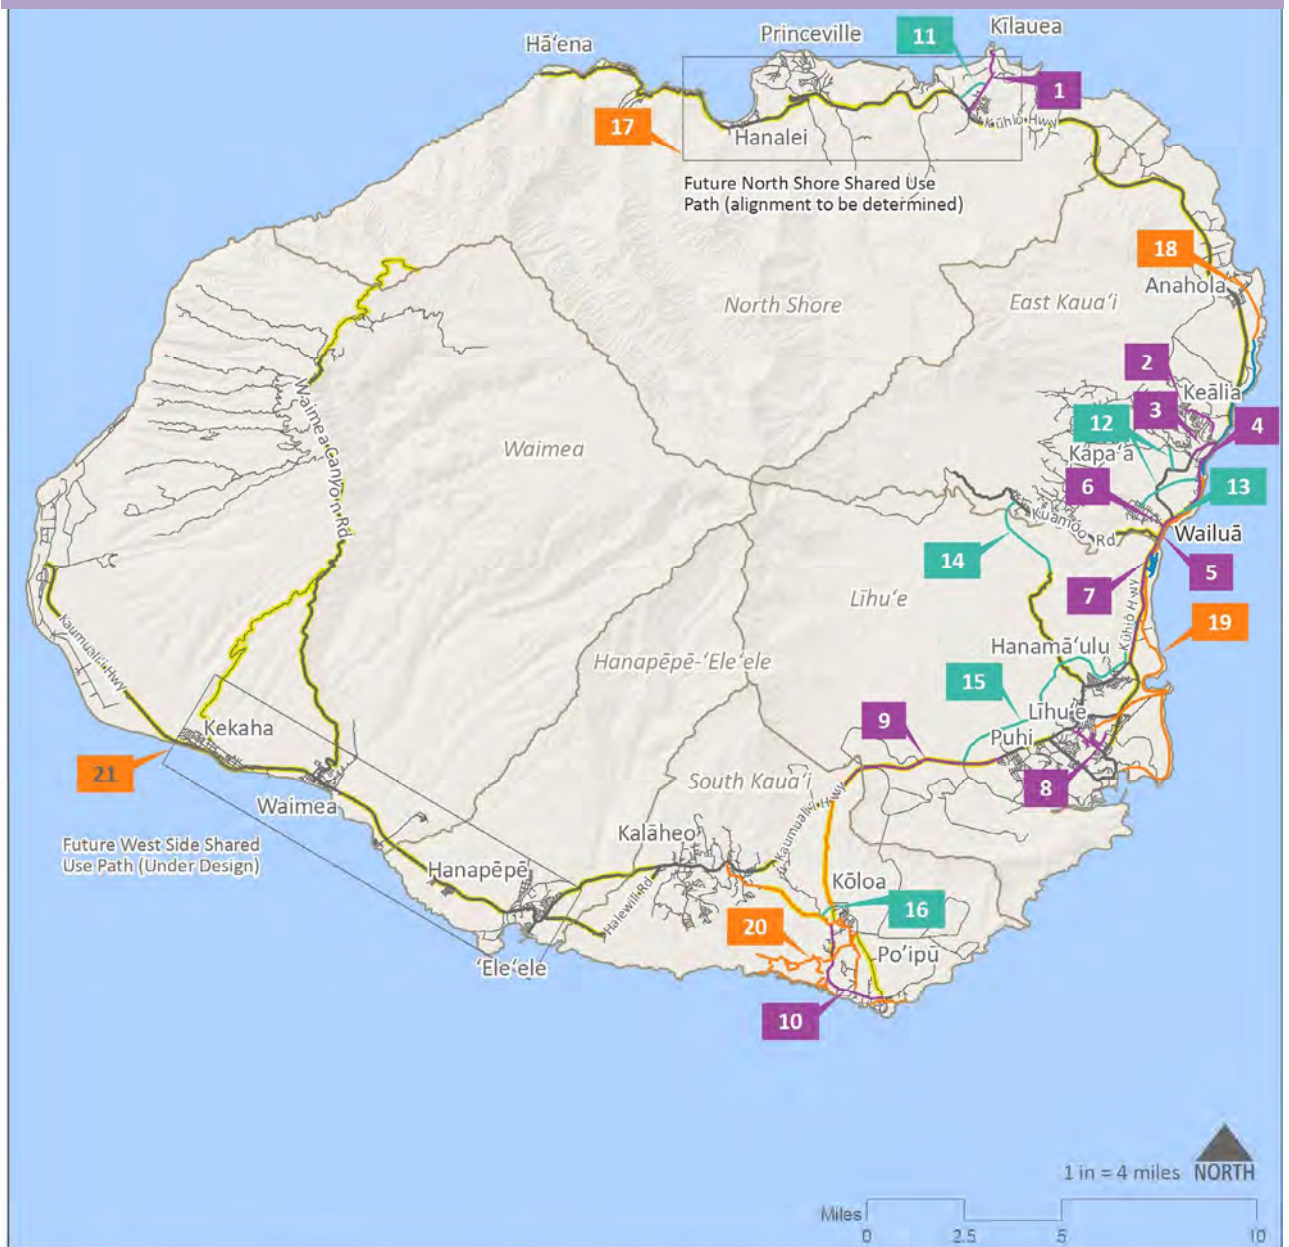 Kīlauea
Princeville
11
Hāʻena
1
17
Hanalei
Kūhiō Hwy
Future North Shore Shared Use
Path (alignment to be determined)
18
Anahola
North Shore
East Kauaʻi
2
Keālia
3
12
4
Kapaʻa
Waimea Canyon Rd
Waimea
6
13
Kuamoʻo Rd
Wailuā
14
5
7
Līhuʻe
Kūhiō Hwy
19
Kaumualiʻi Hwy
Hanamāʻulu
Hanapēpē-ʻEleʻele
15
Līhuʻe
9
Puhi
Kekaha
21
South Kauaʻi
8
Waimea
Kaumualiʻi Hwy
Kalāheo
Future West Side Shared
Use Path (Under Design)
Hanapēpē
Kōloa
Halewili Rd
16
20
Poʻipū
ʻEleʻele
10
1 in = 4 miles NORTH
Miles
0 2.5 5 10